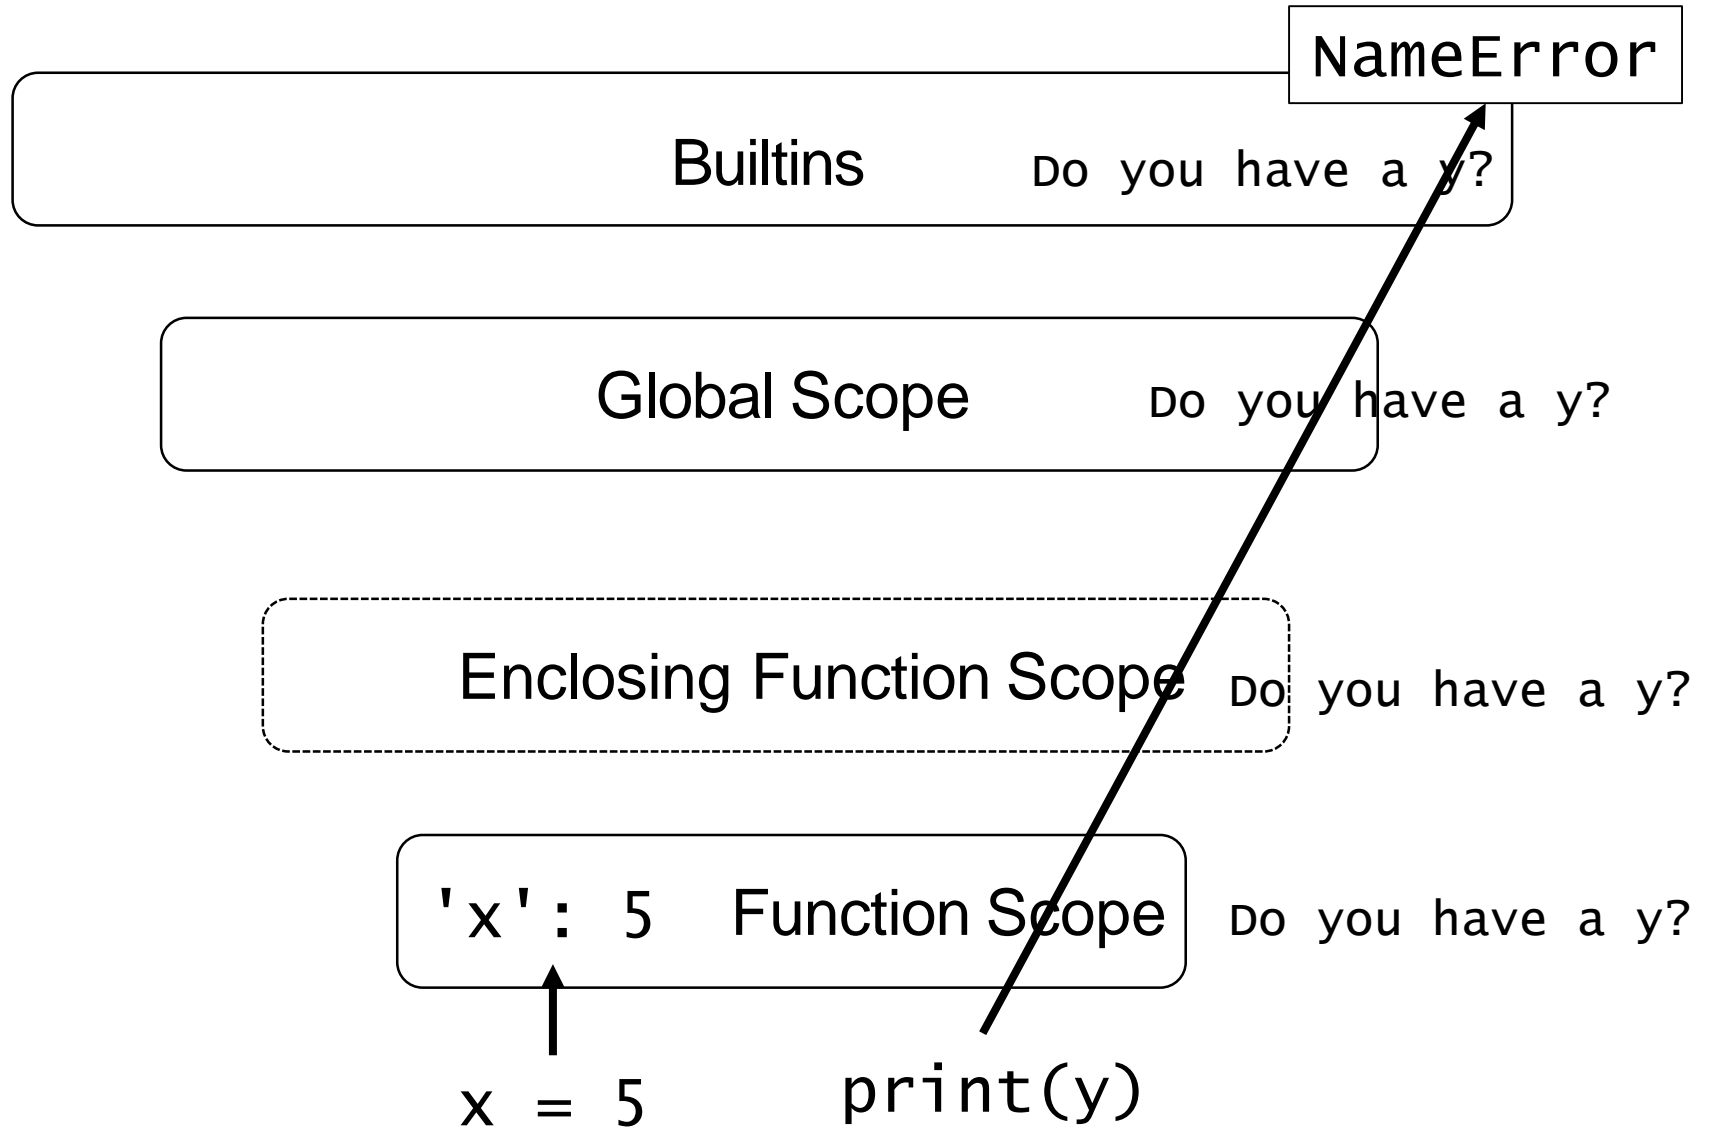 NameError
Builtins Do you have a y?
Global Scope Do you have a y?
Enclosing Function Scope Do you have a y?
'x': 5 Function Scope Do you have a y?
x = 5 print(y)